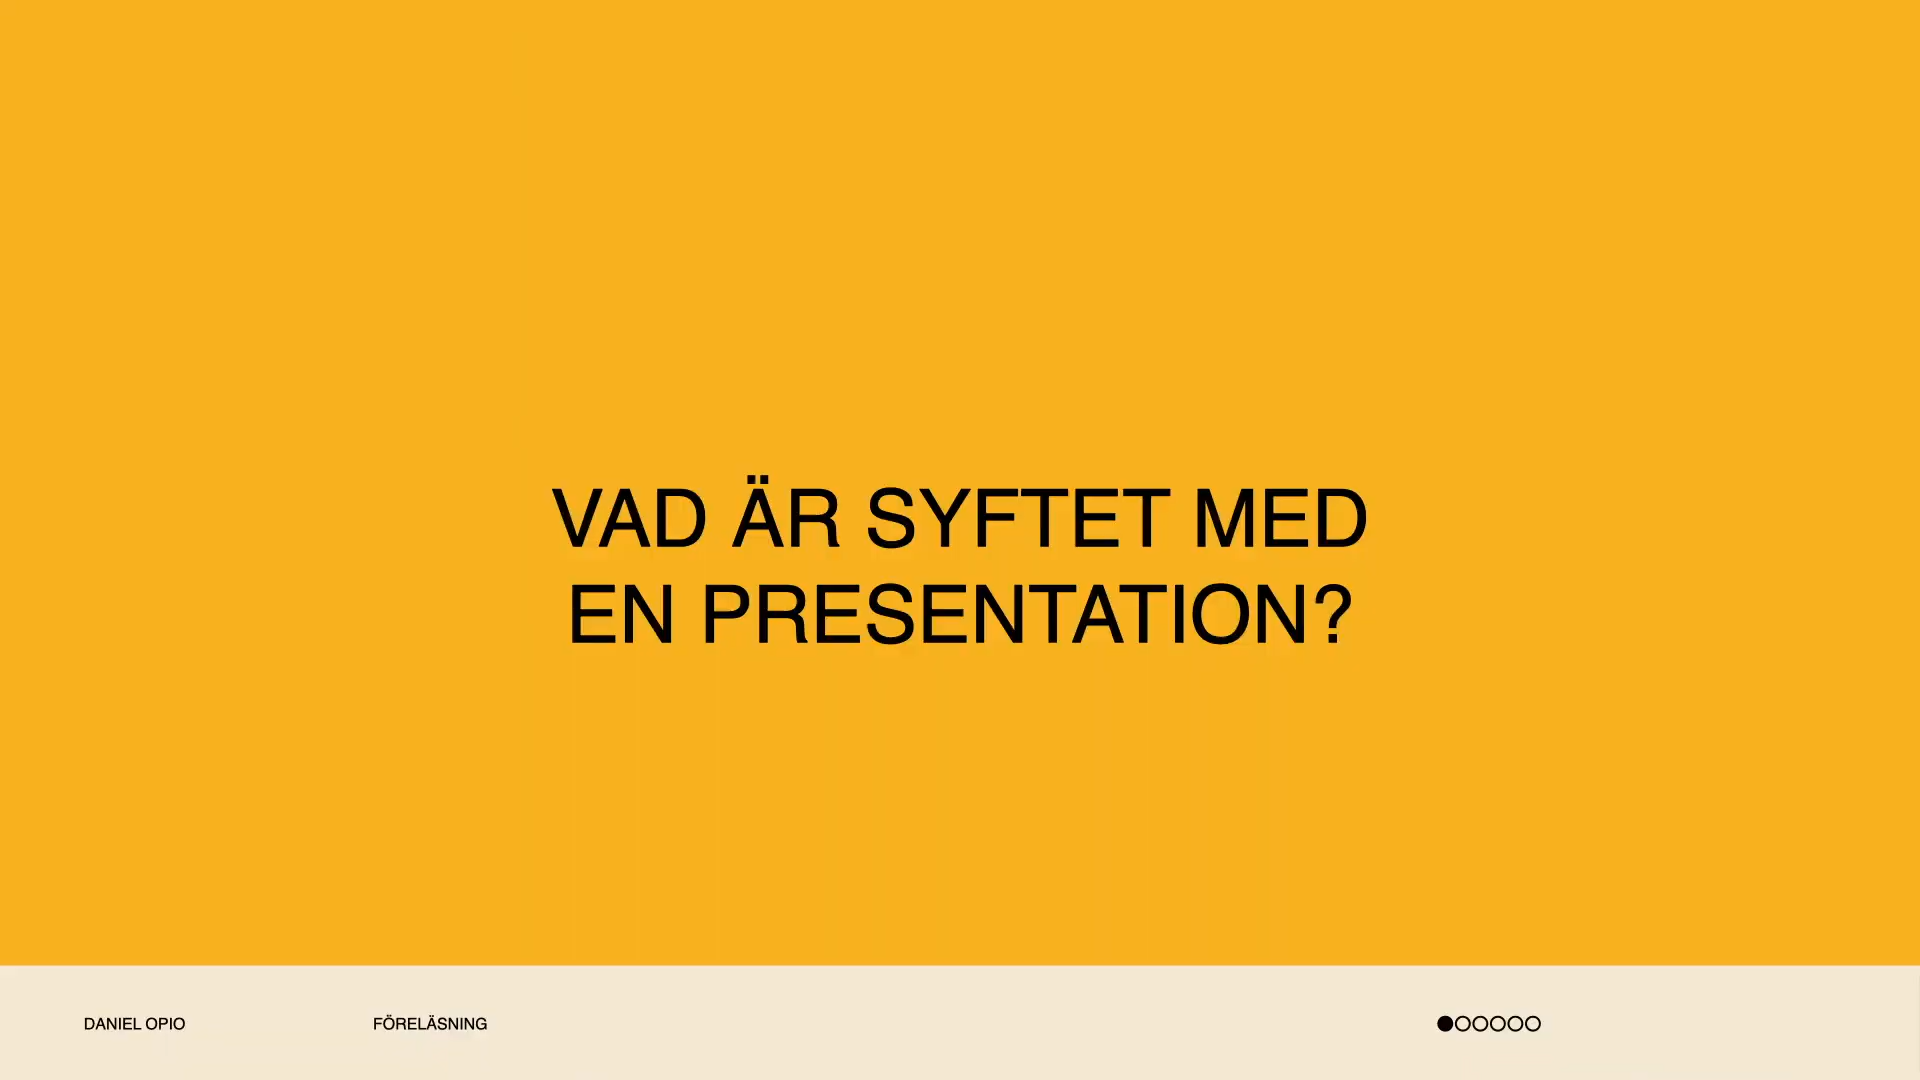 VAD ÄR SYFTET MED
EN PRESENTATION?
DANIEL OPIO
FÖRELÄSNING